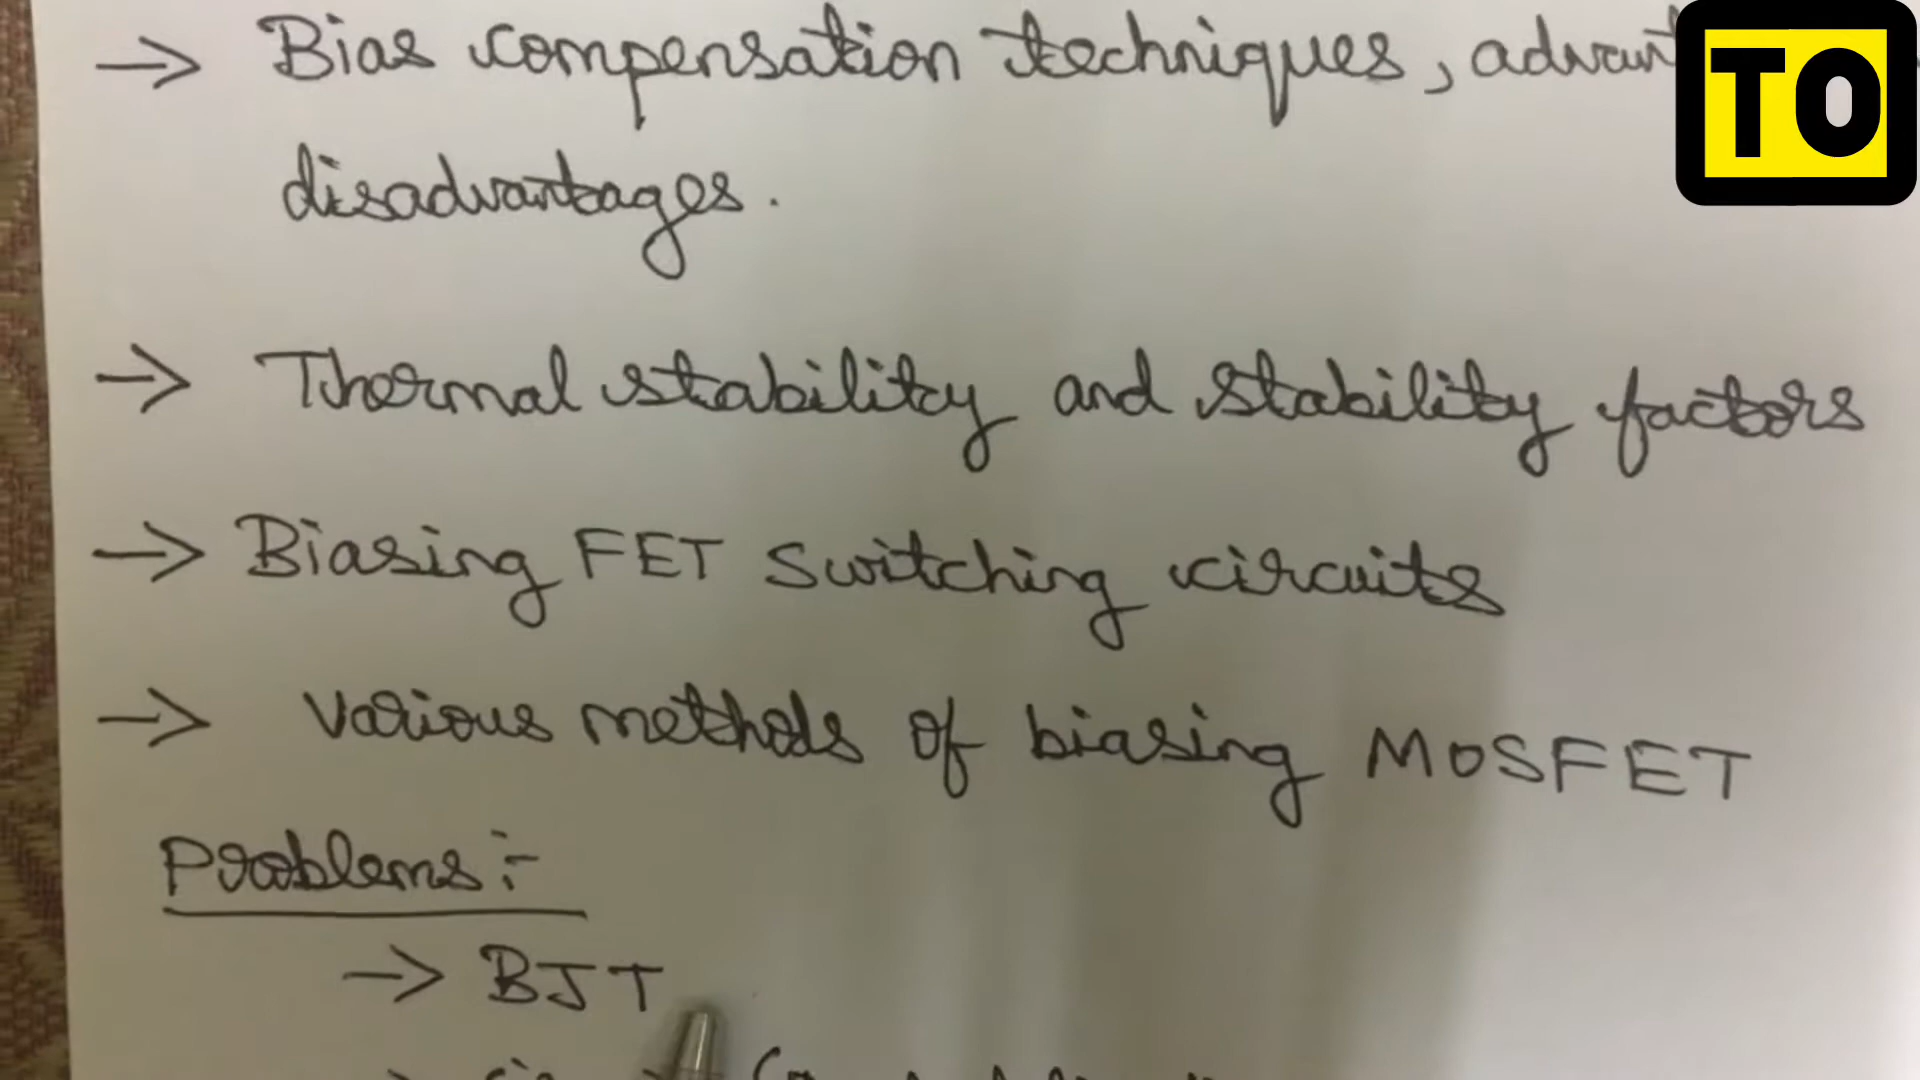 → Bias compensation techniques, advant
TO
disadvantages.
→ Thermal stability and stability factors
→ Biasing FET Switching circuits
→ Various methods of biasing MOSFET
Problems:-
→ BJT